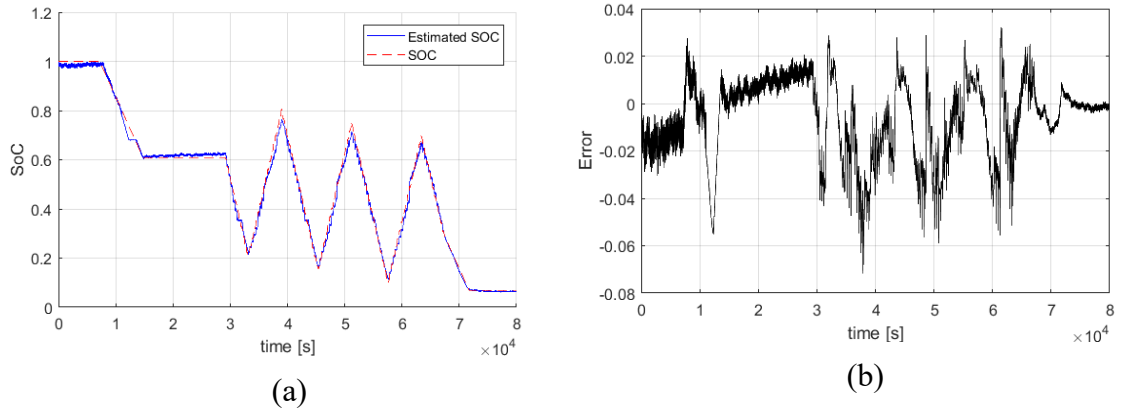 1.2
1
0.8
0.6
0.4
0.2
0
SoC
Estimated SOC
SOC
0 1 2 3 4 5 6 7 8
time [s]
×10^4
(a)
0.04
0.02
0
-0.02
-0.04
-0.06
-0.08
Error
0 1 2 3 4 5 6 7 8
time [s]
×10^4
(b)